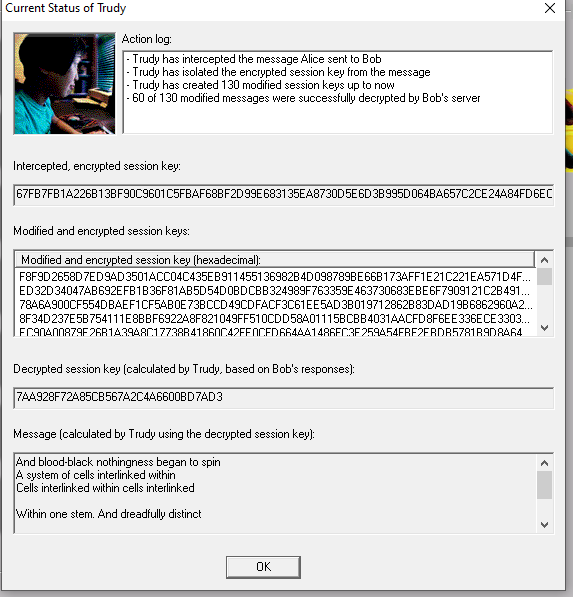 Current Status of Trudy
Action log:
- Trudy has intercepted the message Alice sent to Bob
- Trudy has isolated the encrypted session key from the message
- Trudy has created 130 modified session keys up to now
- 60 of 130 modified messages were successfully decrypted by Bob's server
Intercepted, encrypted session key:
67FB7FB1A226B13BF90C9601C5FBAF68BF2D99E683135EA8730D5E6D3B995D064BA657C2CE24A84FD6EC
Modified and encrypted session keys:
Modified and encrypted session key (hexadecimal):
F8F9D2658D7ED9AD3501ACC04C435EB911455136982B4D098789BE66B173AFF1E21C221EA571D4F...
ED32D34047AB692EFB1B36F81AB5D54D0BDCBB324989F763359E463730683EBE6F7909121C2B491...
78A6A900CF554DBAEF1CF5AB0E73BCCD49CDFACF3C61EE5AD3B019712862B83DAD19B6862960A2...
8F34D237E5B754111E8BBF6922A8F821049FF510CDD58A01115BCBB4031AACFD8F6EE336ECE3303...
Decrypted session key (calculated by Trudy, based on Bob's responses):
7AA928F72A85CB567A2C4A6600BD7AD3
Message (calculated by Trudy using the decrypted session key):
And blood-black nothingness began to spin
A system of cells interlinked within
Cells interlinked within cells interlinked
Within one stem. And dreadfully distinct
OK